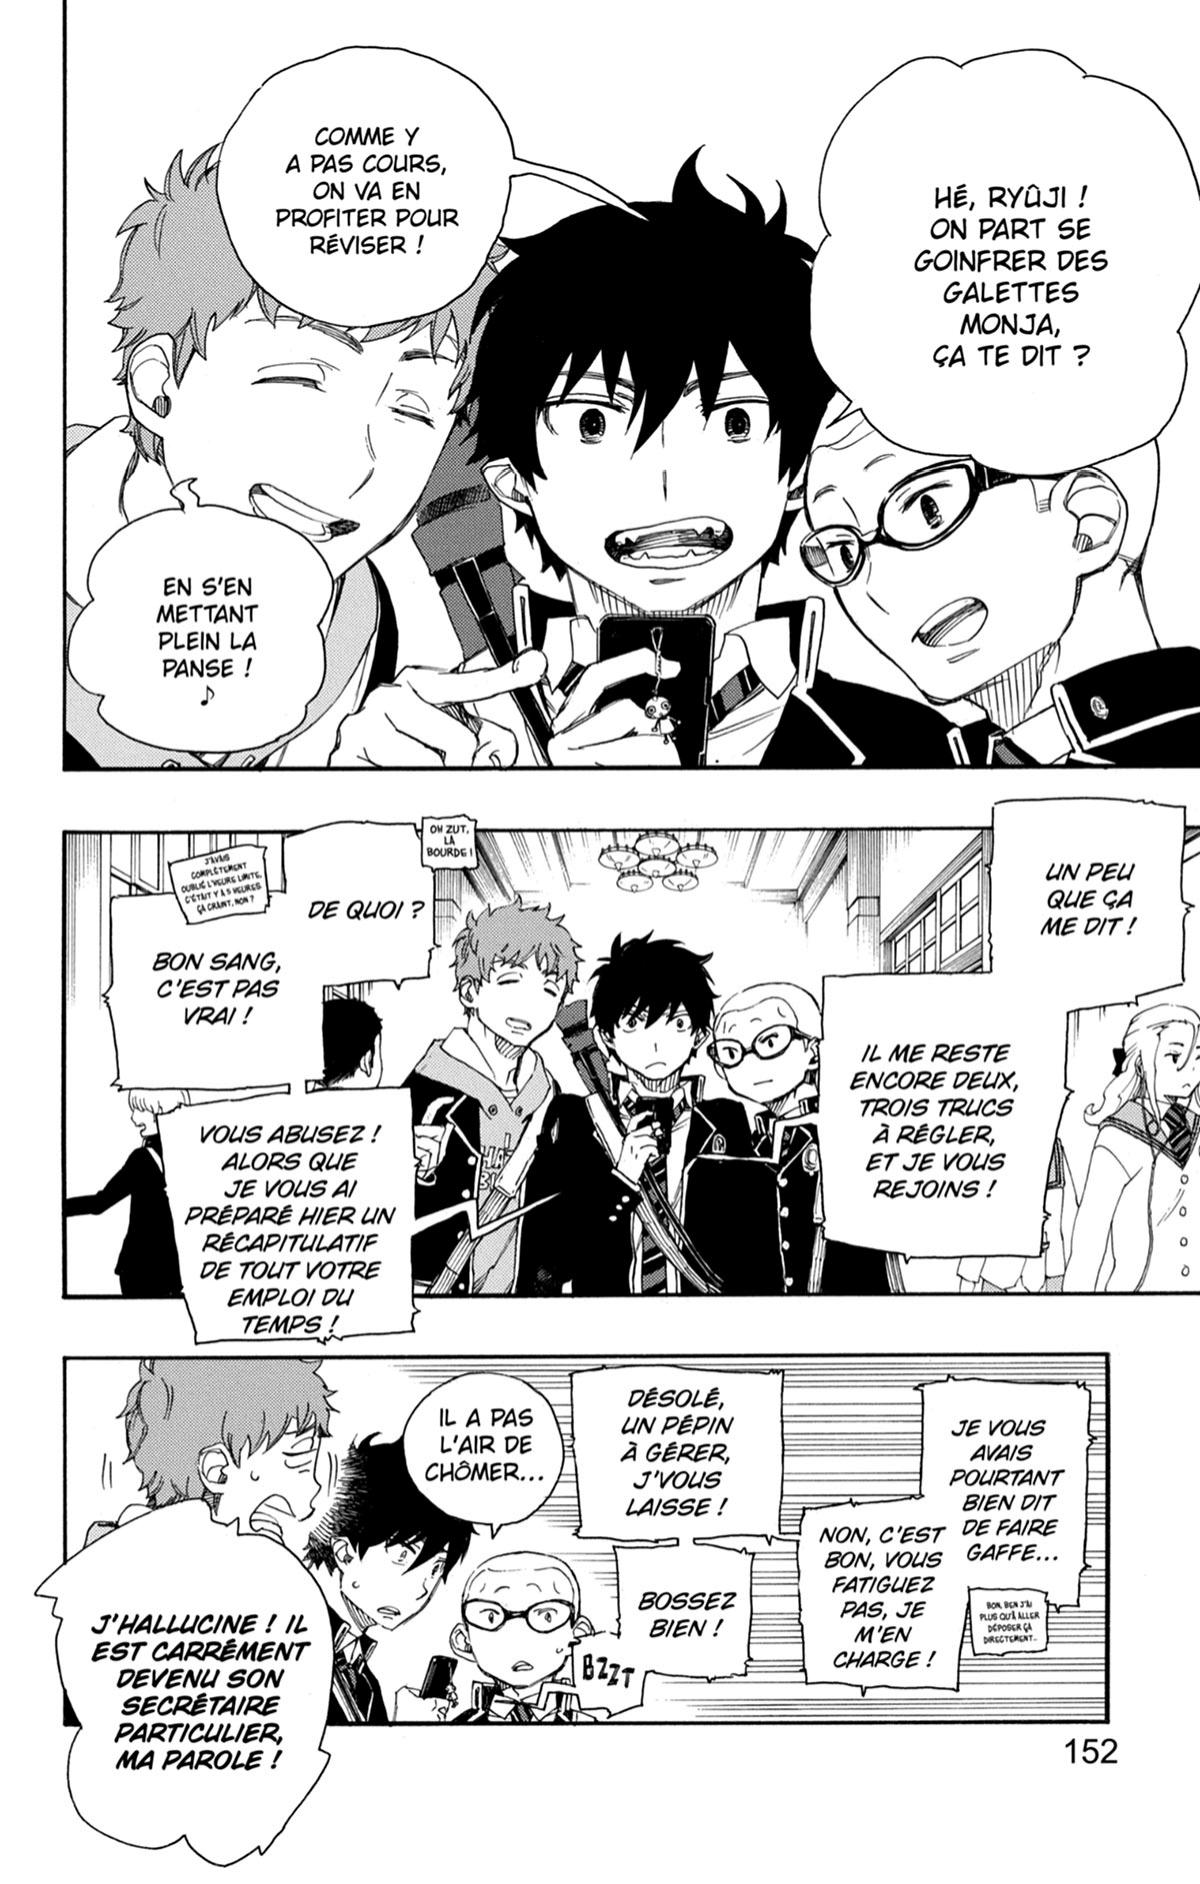 HÉ, RYÛJI !
ON PART SE
GOINFRER DES
GALETTES
MONJA,
ÇA TE DIT ?
COMME Y
A PAS COURS,
ON VA EN
PROFITER POUR
RÉVISER !
EN S'EN
METTANT
PLEIN LA
PANSE !
♪
UN PEU
QUE ÇA
ME DIT !
IL ME RESTE
ENCORE DEUX,
TROIS TRUCS
À RÉGLER,
ET JE VOUS
REJOINS !
OH ZUT,
LA
BOURDE !
DE QUOI ?
J'AVAIS
COMPLÈTEMENT
OUBLIÉ L'HEURE LIMITE,
C'ÉTAIT Y A 5 HEURES.
ÇA CRAINT, NON ?
BON SANG,
C'EST PAS
VRAI !
VOUS ABUSEZ !
ALORS QUE
JE VOUS AI
PRÉPARÉ HIER UN
RÉCAPITULATIF
DE TOUT VOTRE
EMPLOI DU
TEMPS !
JE VOUS
AVAIS
POURTANT
BIEN DIT
DE FAIRE
GAFFE...
BON, BEN J'AI
PLUS QU'À ALLER
DÉPOSER ÇA
DIRECTEMENT...
NON, C'EST
BON, VOUS
FATIGUEZ
PAS, JE
M'EN
CHARGE !
DÉSOLÉ,
UN PÉPIN
À GÉRER,
J'VOUS
LAISSE !
BOSSEZ
BIEN !
BZZT
IL A PAS
L'AIR DE
CHÔMER...
J'HALLUCINE ! IL
EST CARRÉMENT
DEVENU SON
SECRÉTAIRE
PARTICULIER,
MA PAROLE !
152